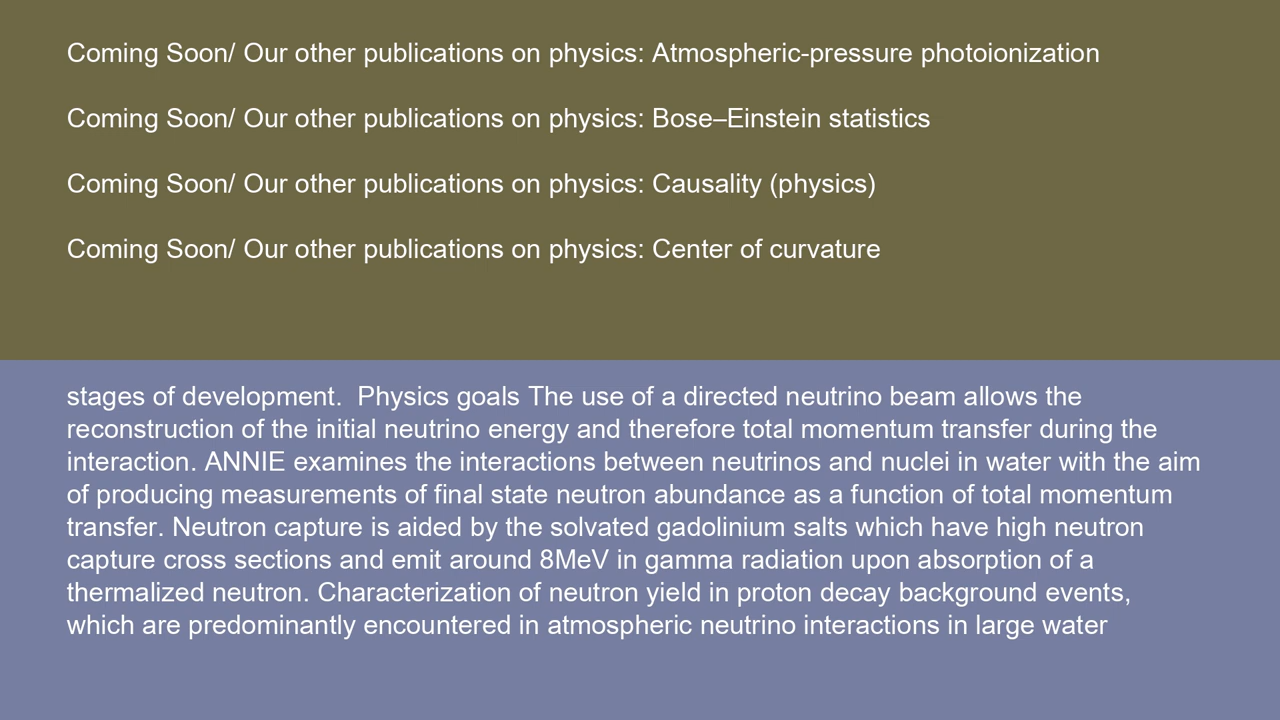 Coming Soon/ Our other publications on physics: Atmospheric-pressure photoionization
Coming Soon/ Our other publications on physics: Bose–Einstein statistics
Coming Soon/ Our other publications on physics: Causality (physics)
Coming Soon/ Our other publications on physics: Center of curvature
stages of development.  Physics goals The use of a directed neutrino beam allows the
reconstruction of the initial neutrino energy and therefore total momentum transfer during the
interaction. ANNIE examines the interactions between neutrinos and nuclei in water with the aim
of producing measurements of final state neutron abundance as a function of total momentum
transfer. Neutron capture is aided by the solvated gadolinium salts which have high neutron
capture cross sections and emit around 8MeV in gamma radiation upon absorption of a
thermalized neutron. Characterization of neutron yield in proton decay background events,
which are predominantly encountered in atmospheric neutrino interactions in large water